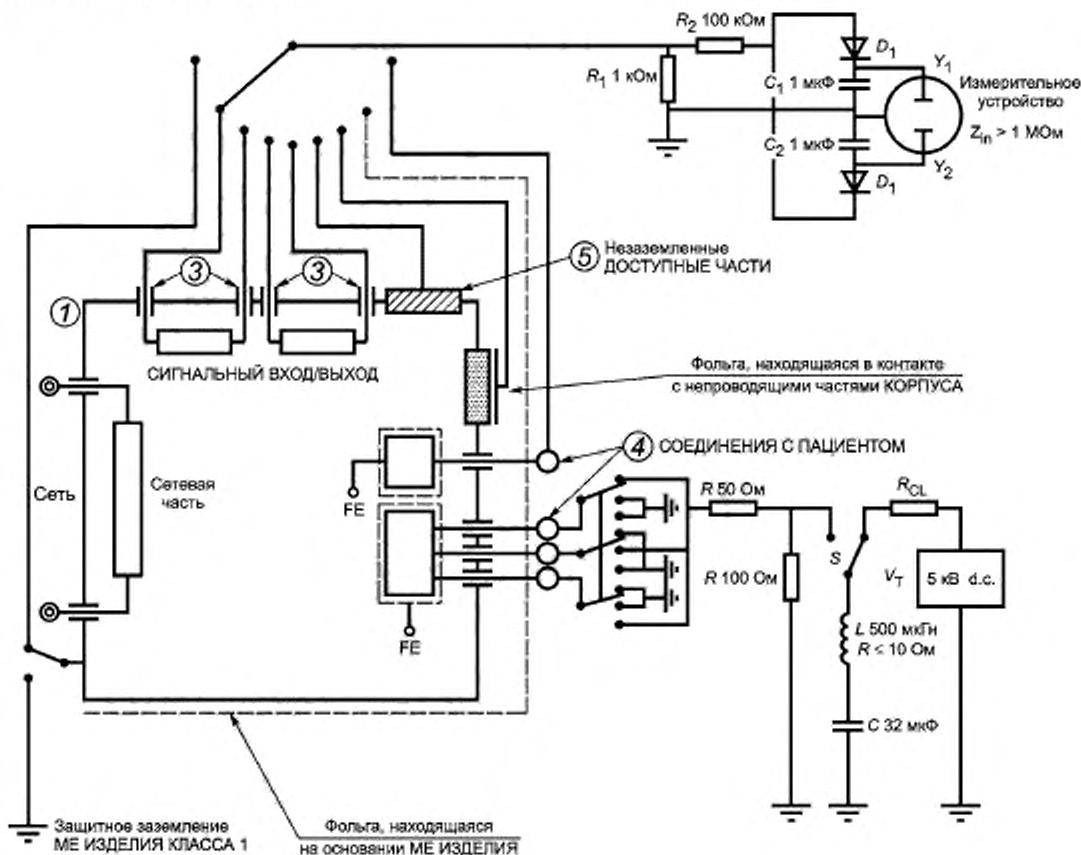 R2 100 кОм
D1
R1 1 кОм
C1 1 мкФ
Y1
Измерительное
устройство
Zin > 1 МОм
C2 1 мкФ
Y2
D1
5 Незаземленные
ДОСТУПНЫЕ ЧАСТИ
3
3
1
СИГНАЛЬНЫЙ ВХОД/ВЫХОД
Фольга, находящаяся в контакте
с непроводящими частями КОРПУСА
4 СОЕДИНЕНИЯ С ПАЦИЕНТОМ
Сеть
Сетевая
часть
FE
FE
R 50 Ом
RCL
R 100 Ом
S
VT
5 кВ d.c.
L 500 мкГн
R ≤ 10 Ом
C 32 мкФ
Защитное заземление
МЕ ИЗДЕЛИЯ КЛАССА 1
Фольга, находящаяся
на основании МЕ ИЗДЕЛИЯ